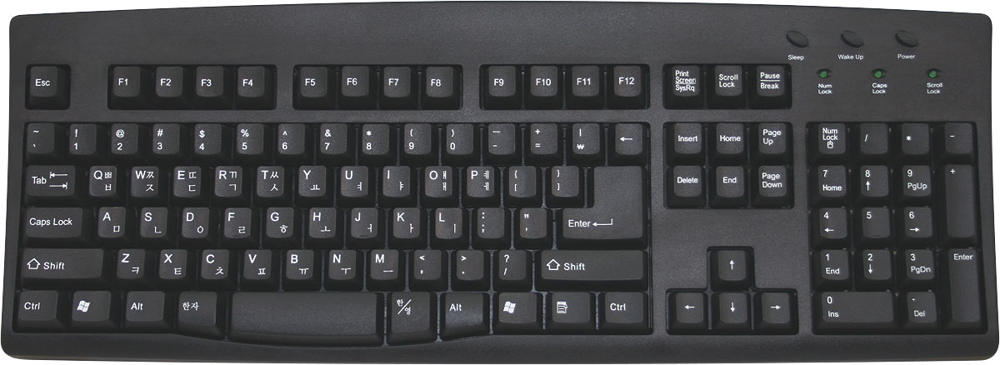 Sleep Wake Up Power
Esc F1 F2 F3 F4 F5 F6 F7 F8 F9 F10 F11 F12 Print Screen SysRq Scroll Lock Pause Break Num Lock Caps Lock Scroll Lock
~ ! @ # $ % ^ & * ( ) — + |
` 1 2 3 4 5 6 7 8 9 0 - = ₩ ←
Insert Home Page Up Num Lock / * -
Tab Q ㅃ ㅂ W ㅉ ㅈ E ㄸ ㄷ R ㄲ ㄱ T ㅆ ㅅ Y ㅛ U ㅕ I ㅑ O ㅒ ㅐ P ㅖ ㅔ { [ } ]
Delete End Page Down 7 Home 8 ↑ 9 PgUp +
Caps Lock A ㅁ S ㄴ D ㅇ F ㄹ G ㅎ H ㅗ J ㅓ K ㅏ L ㅣ : ; " ' Enter
4 ← 5 6 →
Shift Z ㅋ X ㅌ C ㅊ V ㅍ B ㅠ N ㅜ M ㅡ < , > . ? / Shift
↑ 1 End 2 ↓ 3 PgDn Enter
Ctrl Alt 한자 한/영 Alt Ctrl
← ↓ → 0 Ins . Del